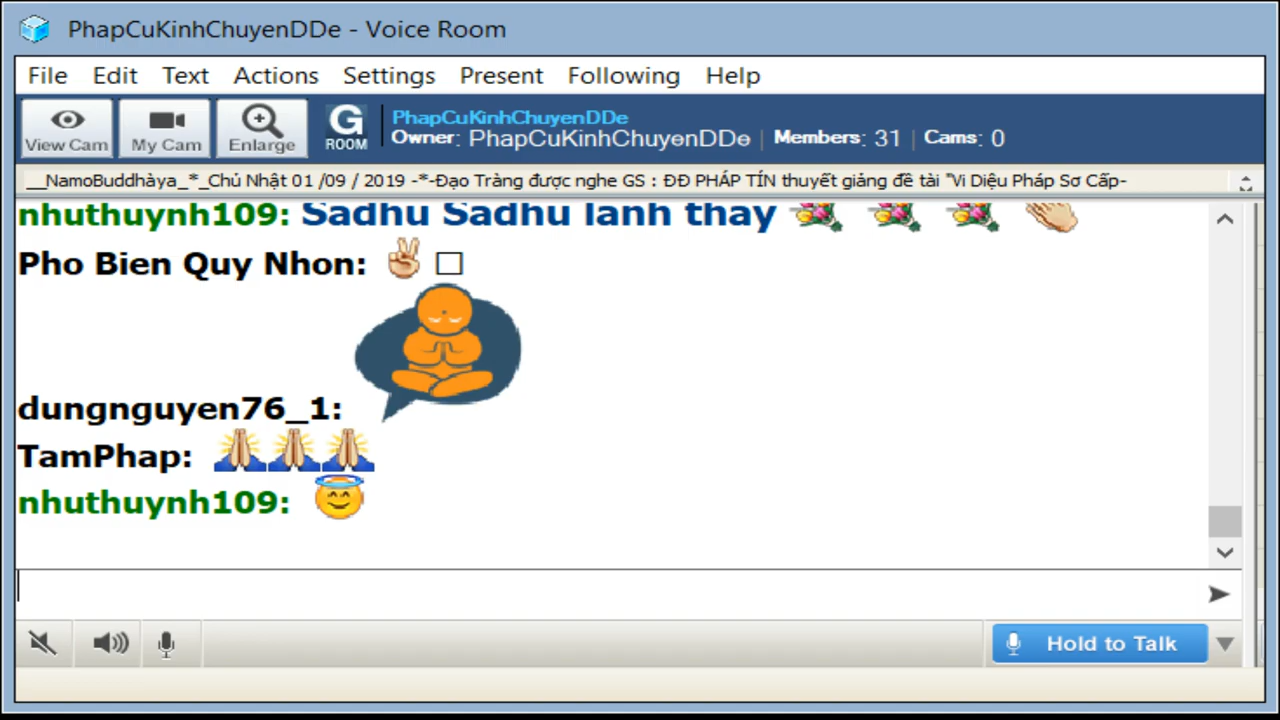 PhapCuKinhChuyenDDe - Voice Room
File Edit Text Actions Settings Present Following Help
View Cam My Cam Enlarge G ROOM
PhapCuKinhChuyenDDe
Owner: PhapCuKinhChuyenDDe | Members: 31 | Cams: 0
__NamoBuddhàya_*_Chủ Nhật 01 /09 / 2019 -*-Đạo Tràng được nghe GS : ĐĐ PHÁP TÍN thuyết giảng đề tài "Vi Diệu Pháp Sơ Cấp-
nhuthuynh109: Sadhu Sadhu lanh thay
Pho Bien Quy Nhon:
dungnguyen76_1:
TamPhap:
nhuthuynh109:
Hold to Talk